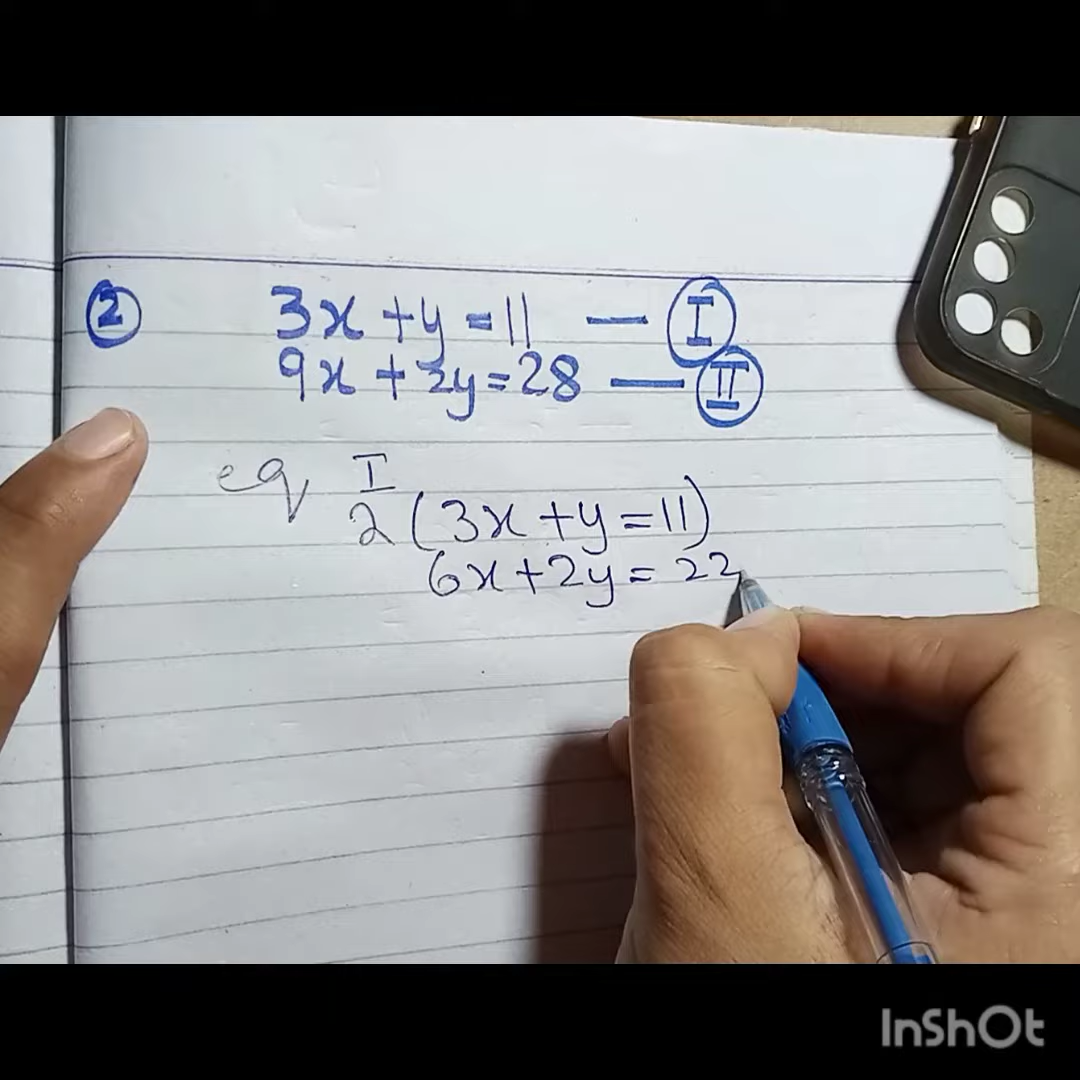 ② 3x + y = 11 — Ⓘ
9x + 2y = 28 — Ⅱ
eq I
2 (3x + y = 11)
6x + 2y = 22
InShOt